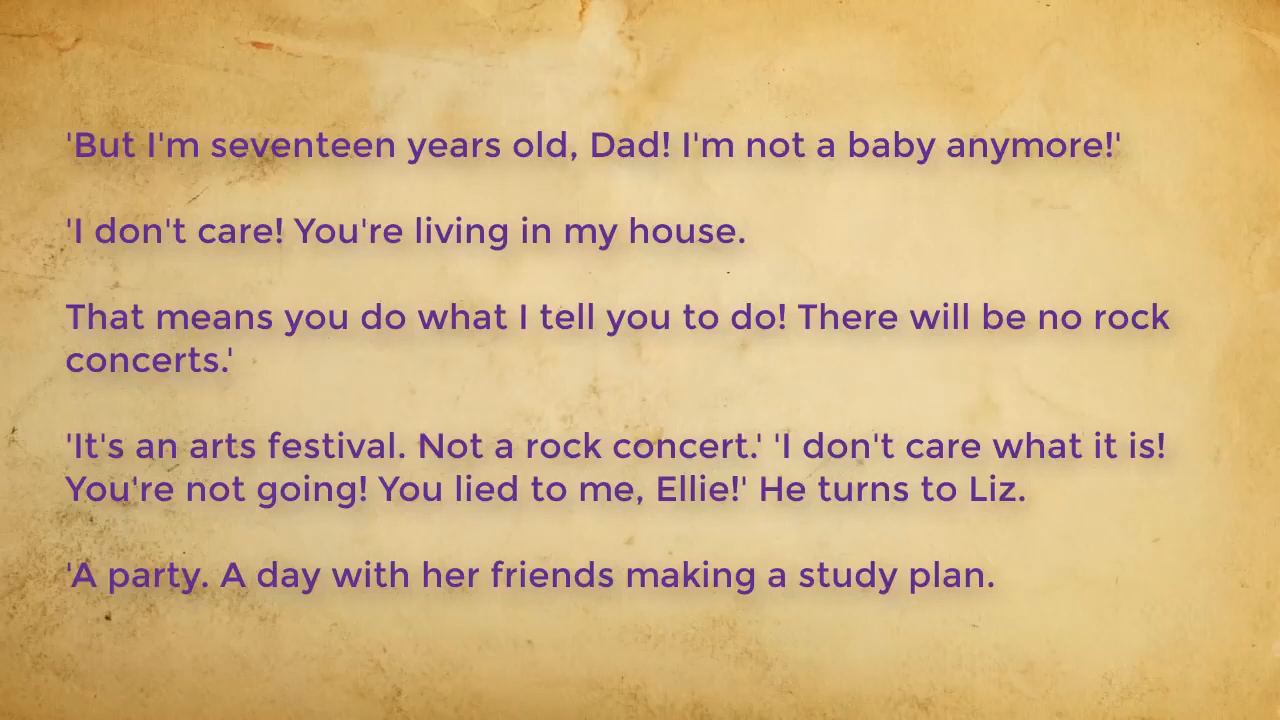 'But I'm seventeen years old, Dad! I'm not a baby anymore!'
'I don't care! You're living in my house.
That means you do what I tell you to do! There will be no rock
concerts.'
'It's an arts festival. Not a rock concert.' 'I don't care what it is!
You're not going! You lied to me, Ellie!' He turns to Liz.
'A party. A day with her friends making a study plan.